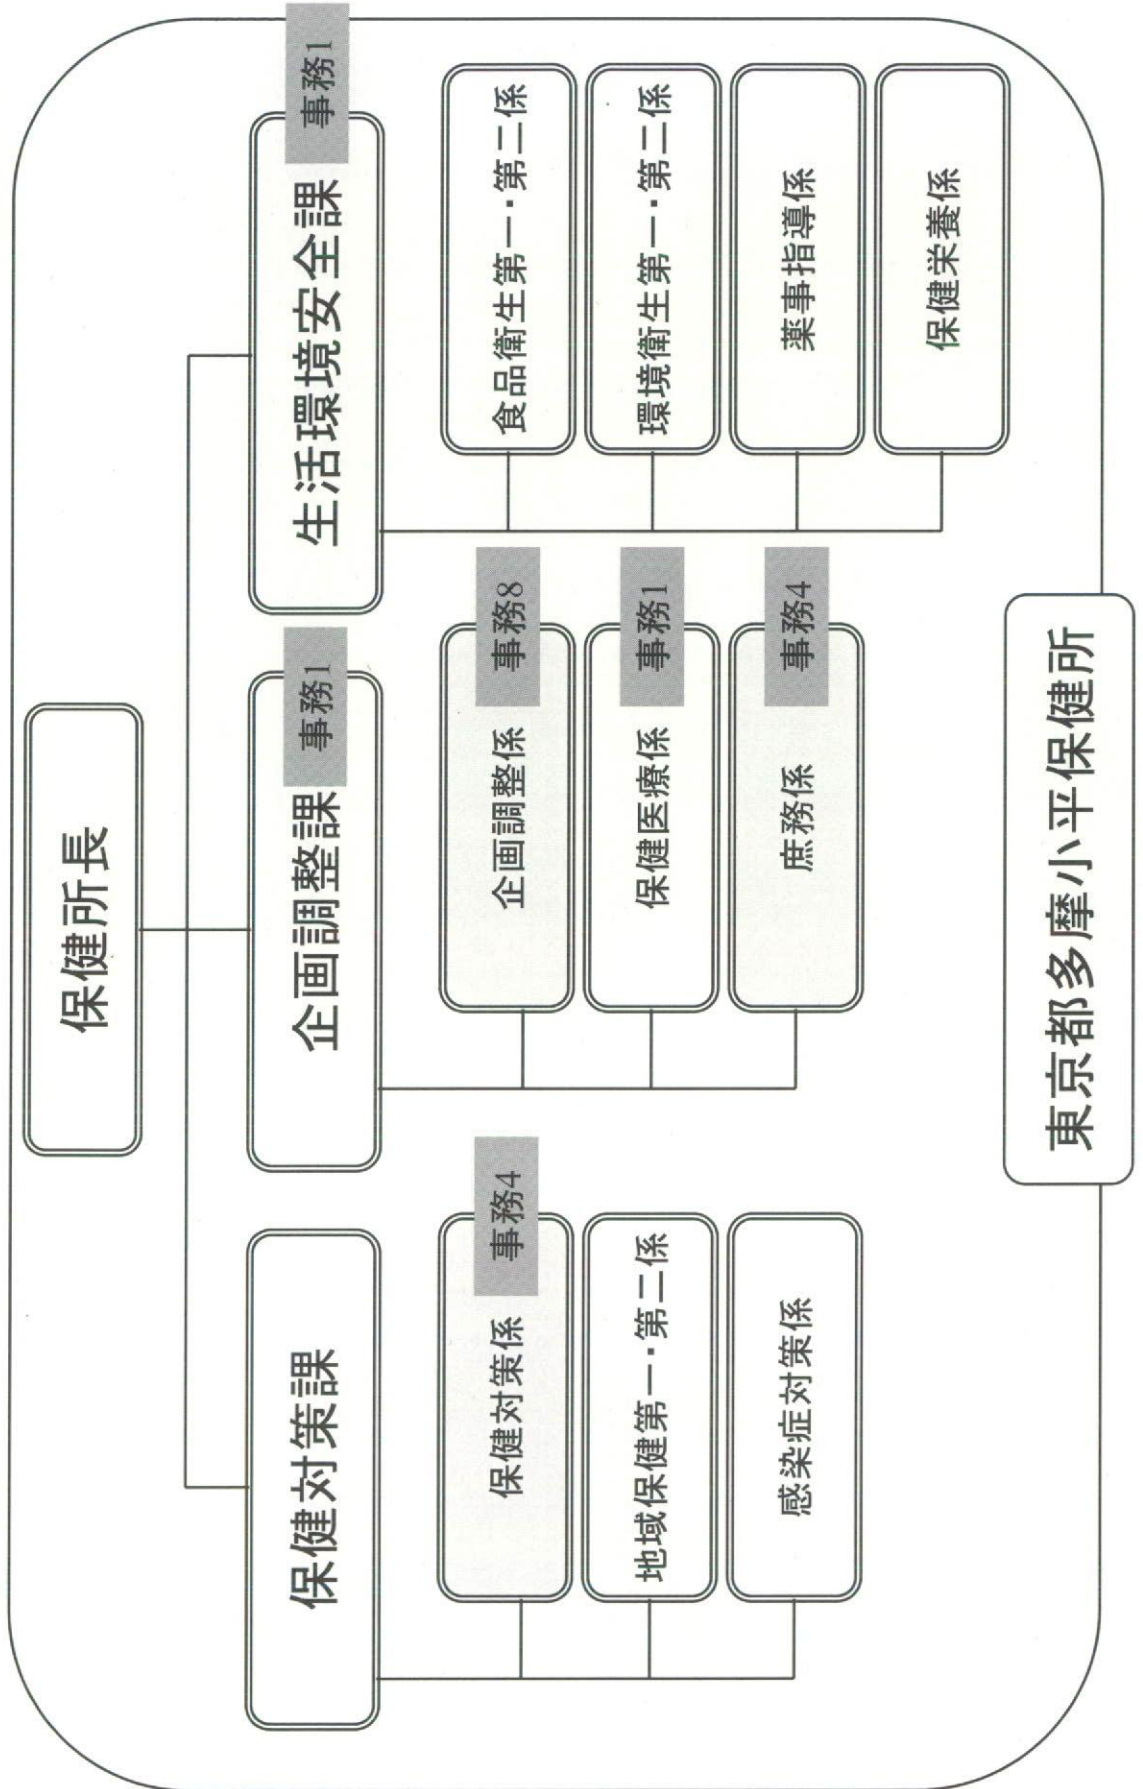 保健所長
保健対策課
企画調整課
事務1
生活環境安全課
事務1
保健対策係
事務4
地域保健第一・第二係
感染症対策係
企画調整係
事務8
保健医療係
事務1
庶務係
事務4
食品衛生第一・第二係
環境衛生第一・第二係
薬事指導係
保健栄養係
東京都多摩小平保健所